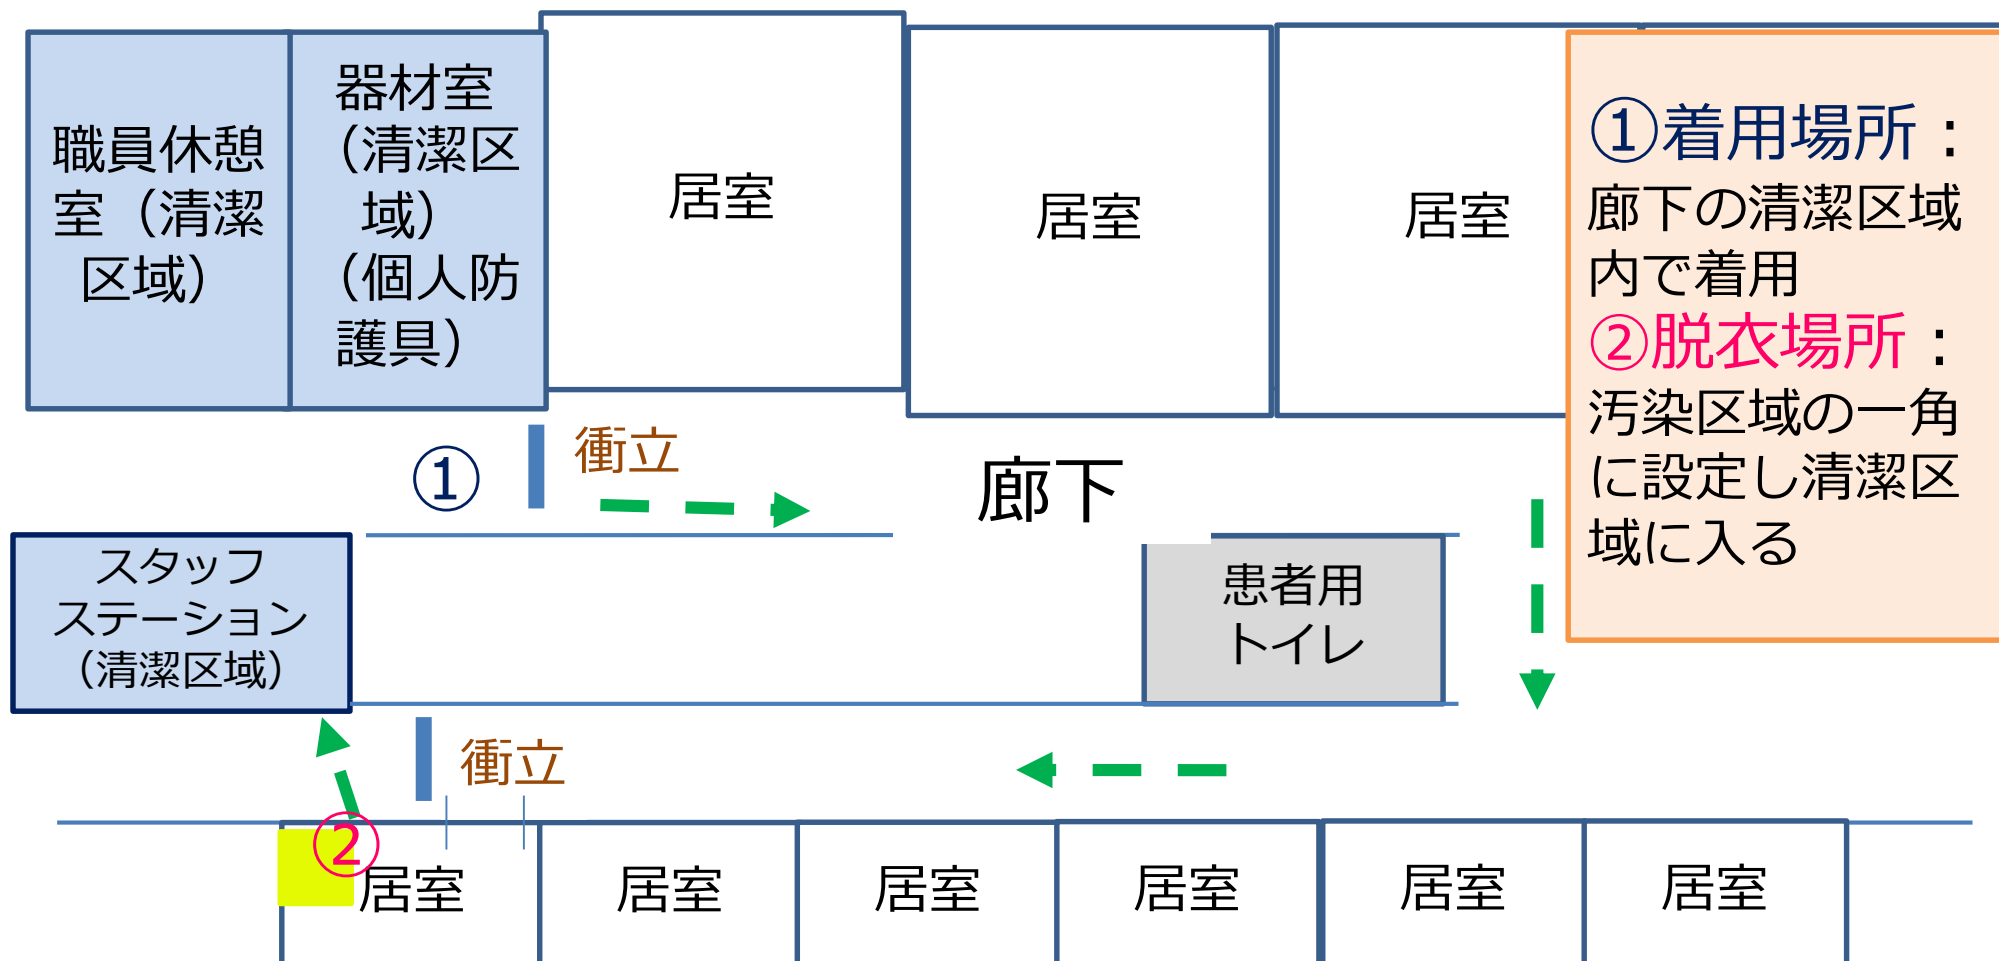 職員休憩
室（清潔
区域）
器材室
（清潔区
域）
（個人防
護具）
居室
居室
居室
①着用場所：
廊下の清潔区域
内で着用
②脱衣場所：
汚染区域の一角
に設定し清潔区
域に入る
①
衝立
廊下
スタッフ
ステーション
（清潔区域）
患者用
トイレ
衝立
②
居室
居室
居室
居室
居室
居室